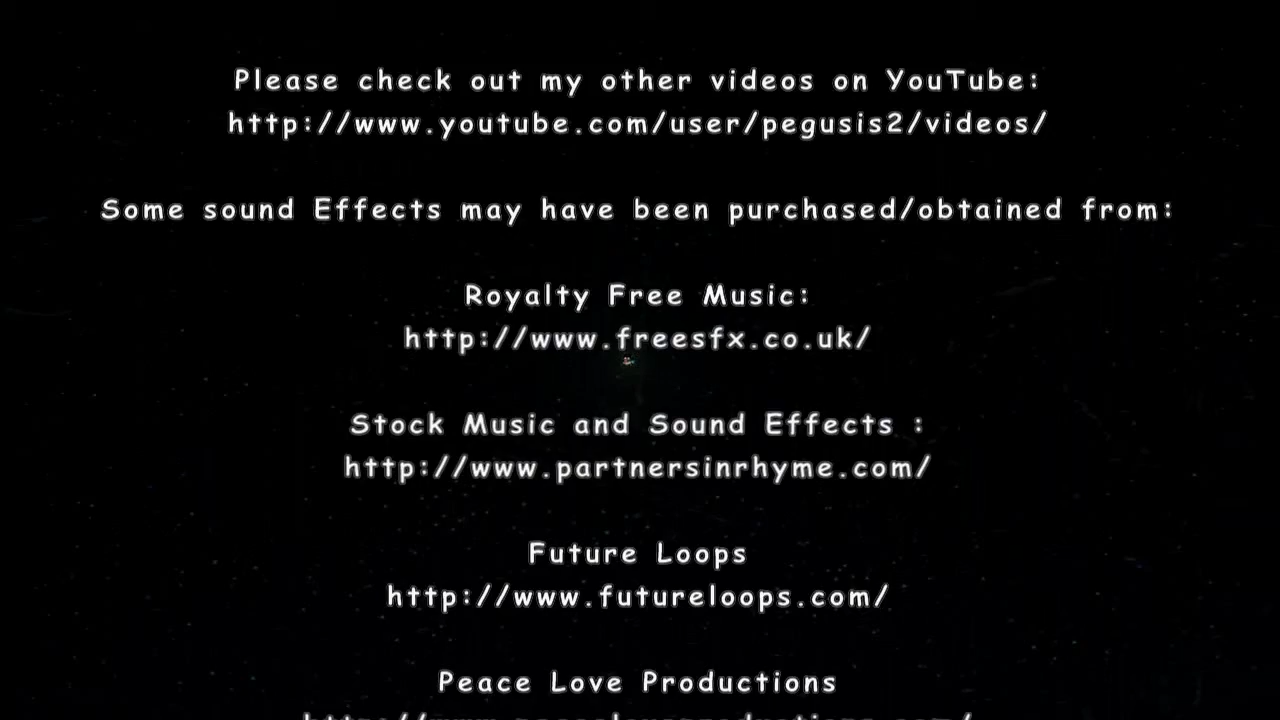 Please check out my other videos on YouTube:
http://www.youtube.com/user/pegusis2/videos/
Some sound Effects may have been purchased/obtained from:
Royalty Free Music:
http://www.freesfx.co.uk/
Stock Music and Sound Effects :
http://www.partnersinrhyme.com/
Future Loops
http://www.futureloops.com/
Peace Love Productions